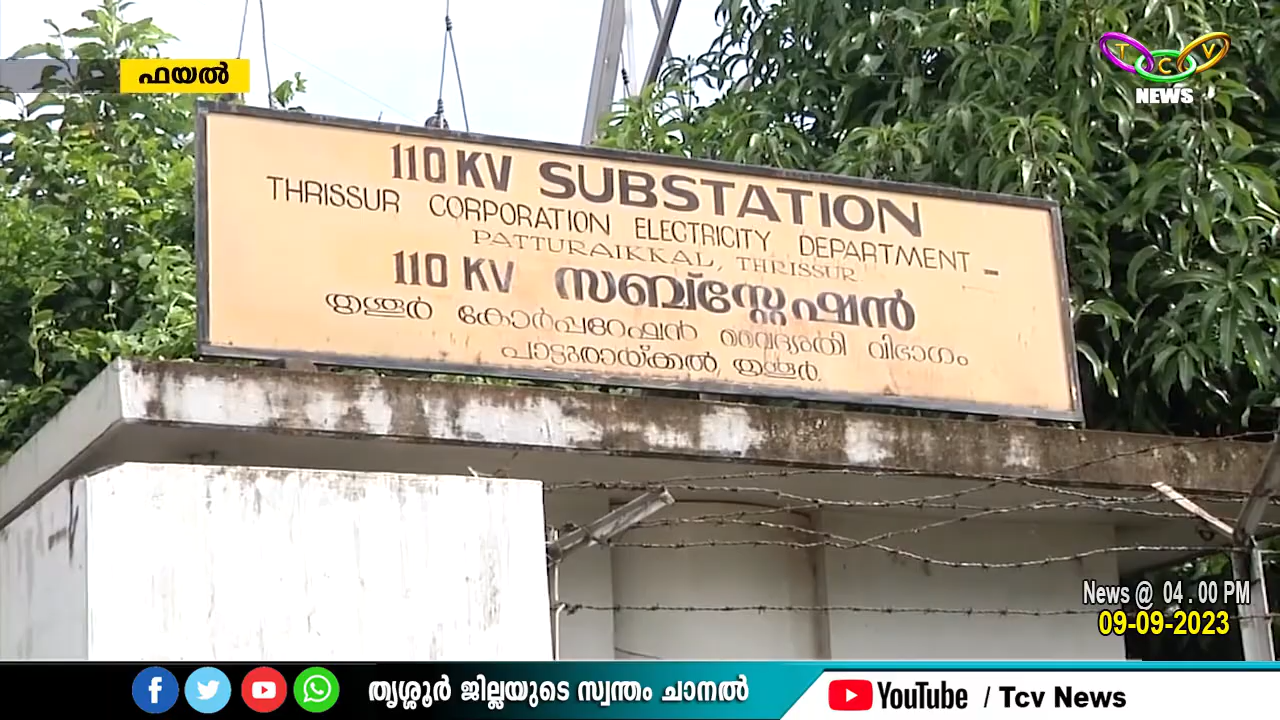 ഫയൽ
TCV
NEWS
110 KV SUBSTATION
THRISSUR CORPORATION ELECTRICITY DEPARTMENT -
PATTURAIKKAL, THRISSUR
110 KV സബ്സ്റ്റേഷൻ
തൃശൂർ കോർപ്പറേഷൻ വൈദ്യുതി വിഭാഗം
പാട്ടുരായ്ക്കൽ, തൃശൂർ.
News @ 04.00 PM
09-09-2023
തൃശ്ശൂർ ജില്ലയുടെ സ്വന്തം ചാനൽ
YouTube / Tcv News